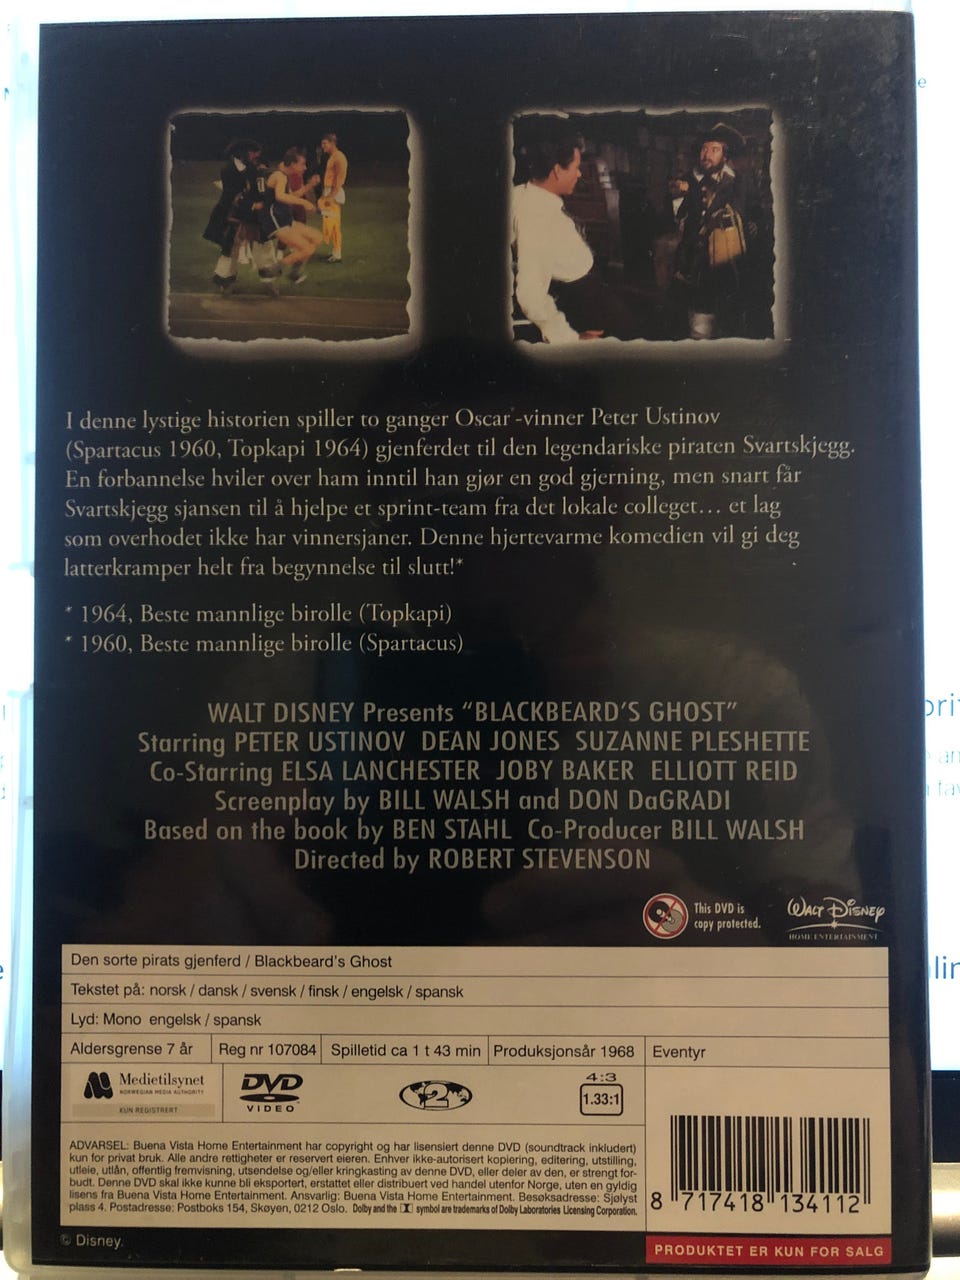 I denne lystige historien spiller to ganger Oscar-vinner Peter Ustinov
(Spartacus 1960, Topkapi 1964) gjenferdet til den legendariske piraten Svartskjegg.
En forbannelse hviler over ham inntil han gjør en god gjerning, men snart får
Svartskjegg sjansen til å hjelpe et sprint-team fra det lokale colleget... et lag
som overhodet ikke har vinnersjaner. Denne hjertevarme komedien vil gi deg
latterkramper helt fra begynnelse til slutt!*
* 1964, Beste mannlige birolle (Topkapi)
* 1960, Beste mannlige birolle (Spartacus)
WALT DISNEY Presents “BLACKBEARD’S GHOST”
Starring PETER USTINOV DEAN JONES SUZANNE PLESHETTE
Co-Starring ELSA LANCHESTER JOBY BAKER ELLIOTT REID
Screenplay by BILL WALSH and DON DaGRADI
Based on the book by BEN STAHL Co-Producer BILL WALSH
Directed by ROBERT STEVENSON
This DVD is
copy protected.
WALT DISNEY
HOME ENTERTAINMENT
Den sorte pirats gjenferd / Blackbeard's Ghost
Tekstet på: norsk / dansk / svensk / finsk / engelsk / spansk
Lyd: Mono engelsk / spansk
Aldersgrense 7 år Reg nr 107084 Spilletid ca 1 t 43 min Produksjonsår 1968 Eventyr
Medietilsynet
NORWEGIAN MEDIA AUTHORITY
KUN REGISTRERT
DVD
VIDEO
2
4:3
1.33:1
ADVARSEL: Buena Vista Home Entertainment har copyright og har lisensiert denne DVD (soundtrack inkludert)
kun for privat bruk. Alle andre rettigheter er reservert eieren. Enhver ikke-autorisert kopiering, editering, utstilling,
utleie, utlån, offentlig fremvisning, utsendelse og/eller kringkasting av denne DVD, eller deler av den, er strengt for-
budt. Denne DVD skal ikke kunne bli eksportert, erstattet eller distribuert ved handel utenfor Norge, uten en gyldig
lisens fra Buena Vista Home Entertainment. Ansvarlig: Buena Vista Home Entertainment. Besøksadresse: Sjølyst
plass 4. Postadresse: Postboks 154, Skøyen, 0212 Oslo. Dolby and the symbol are trademarks of Dolby Laboratories Licensing Corporation.
8 717418 134112
© Disney.
PRODUKTET ER KUN FOR SALG